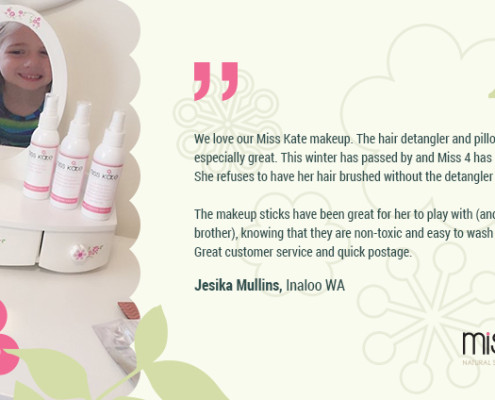 We love our Miss Kate makeup. The hair detangler and pillo
especially great. This winter has passed by and Miss 4 has
She refuses to have her hair brushed without the detangler
The makeup sticks have been great for her to play with (and
brother), knowing that they are non-toxic and easy to wash
Great customer service and quick postage.
Jesika Mullins, Inaloo WA
MISS KATE
MISS KATE
MISS KATE
mis
NATURAL